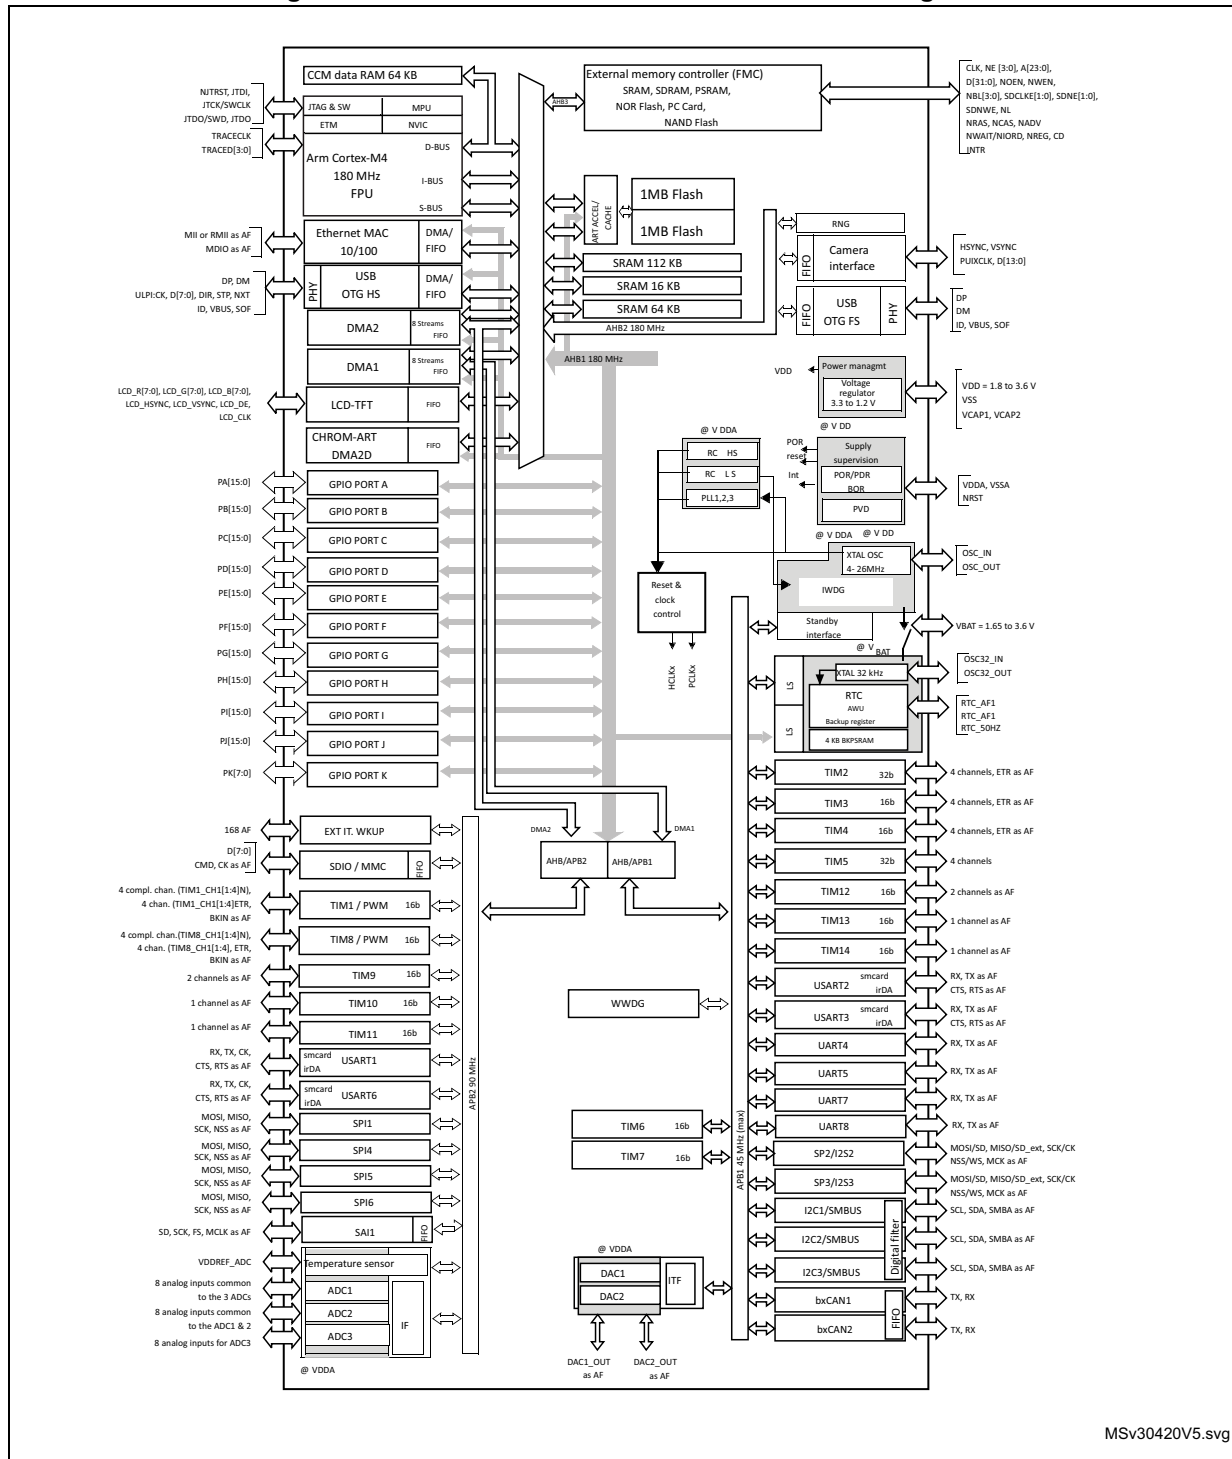 CCM data RAM 64 KB
NJTRST, JTDI,
JTCK/SWCLK
JTDO/SWD, JTDO
TRACECLK
TRACED[3:0]
JTAG & SW
MPU
ETM
NVIC
Arm Cortex-M4
180 MHz
FPU
D-BUS
I-BUS
S-BUS
MII or RMII as AF
MDIO as AF
Ethernet MAC
10/100
DMA/
FIFO
DP, DM
ULPI:CK, D[7:0], DIR, STP, NXT
ID, VBUS, SOF
PHY
USB
OTG HS
DMA/
FIFO
DMA2
8 Streams
FIFO
DMA1
8 Streams
FIFO
LCD_R[7:0], LCD_G[7:0], LCD_B[7:0],
LCD_HSYNC, LCD_VSYNC, LCD_DE,
LCD_CLK
LCD-TFT
FIFO
CHROM-ART
DMA2D
FIFO
External memory controller (FMC)
SRAM, SDRAM, PSRAM,
NOR Flash, PC Card,
NAND Flash
AHB3
CLK, NE [3:0], A[23:0],
D[31:0], NOEN, NWEN,
NBL[3:0], SDCLKE[1:0], SDNE[1:0],
SDNWE, NL
NRAS, NCAS, NADV
NWAIT/NIORD, NREG, CD
INTR
ART ACCEL/
CACHE
1MB Flash
1MB Flash
SRAM 112 KB
SRAM 16 KB
SRAM 64 KB
AHB2 180 MHz
AHB1 180 MHz
RNG
FIFO
Camera
interface
HSYNC, VSYNC
PUIXCLK, D[13:0]
FIFO
USB
OTG FS
PHY
DP
DM
ID, VBUS, SOF
VDD
Power managmt
Voltage
regulator
3.3 to 1.2 V
VDD = 1.8 to 3.6 V
VSS
VCAP1, VCAP2
@ V DD
@ V DDA
RC HS
RC L S
PLL1,2,3
POR
reset
Int
Supply
supervision
POR/PDR
BOR
PVD
VDDA, VSSA
NRST
@ V DDA
@ V DD
XTAL OSC
4- 26MHz
OSC_IN
OSC_OUT
IWDG
Reset &
clock
control
HCLKx
PCLKx
Standby
interface
VBAT = 1.65 to 3.6 V
@ V BAT
XTAL 32 kHz
OSC32_IN
OSC32_OUT
LS
LS
RTC
AWU
Backup register
4 KB BKPSRAM
RTC_AF1
RTC_AF1
RTC_50HZ
PA[15:0]
GPIO PORT A
PB[15:0]
GPIO PORT B
PC[15:0]
GPIO PORT C
PD[15:0]
GPIO PORT D
PE[15:0]
GPIO PORT E
PF[15:0]
GPIO PORT F
PG[15:0]
GPIO PORT G
PH[15:0]
GPIO PORT H
PI[15:0]
GPIO PORT I
PJ[15:0]
GPIO PORT J
PK[7:0]
GPIO PORT K
DMA2
DMA1
AHB/APB2
AHB/APB1
168 AF
EXT IT. WKUP
D[7:0]
CMD, CK as AF
SDIO / MMC
FIFO
4 compl. chan. (TIM1_CH1[1:4]N),
4 chan. (TIM1_CH1[1:4]ETR,
BKIN as AF
TIM1 / PWM
16b
4 compl. chan.(TIM8_CH1[1:4]N),
4 chan. (TIM8_CH1[1:4], ETR,
BKIN as AF
TIM8 / PWM
16b
2 channels as AF
TIM9
16b
1 channel as AF
TIM10
16b
1 channel as AF
TIM11
16b
RX, TX, CK,
CTS, RTS as AF
smcard
irDA
USART1
RX, TX, CK,
CTS, RTS as AF
smcard
irDA
USART6
MOSI, MISO,
SCK, NSS as AF
SPI1
MOSI, MISO,
SCK, NSS as AF
SPI4
MOSI, MISO,
SCK, NSS as AF
SPI5
MOSI, MISO,
SCK, NSS as AF
SPI6
SD, SCK, FS, MCLK as AF
SAI1
FIFO
VDDREF_ADC
Temperature sensor
8 analog inputs common
to the 3 ADCs
ADC1
8 analog inputs common
to the ADC1 & 2
ADC2
8 analog inputs for ADC3
ADC3
IF
@ VDDA
APB2 90 MHz
WWDG
TIM6
16b
TIM7
16b
@ VDDA
DAC1
DAC2
ITF
DAC1_OUT
as AF
DAC2_OUT
as AF
APB1 45 MHz (max)
TIM2
32b
4 channels, ETR as AF
TIM3
16b
4 channels, ETR as AF
TIM4
16b
4 channels, ETR as AF
TIM5
32b
4 channels
TIM12
16b
2 channels as AF
TIM13
16b
1 channel as AF
TIM14
16b
1 channel as AF
USART2
smcard
irDA
RX, TX as AF
CTS, RTS as AF
USART3
smcard
irDA
RX, TX as AF
CTS, RTS as AF
UART4
RX, TX as AF
UART5
RX, TX as AF
UART7
RX, TX as AF
UART8
RX, TX as AF
SP2/I2S2
MOSI/SD, MISO/SD_ext, SCK/CK
NSS/WS, MCK as AF
SP3/I2S3
MOSI/SD, MISO/SD_ext, SCK/CK
NSS/WS, MCK as AF
I2C1/SMBUS
SCL, SDA, SMBA as AF
I2C2/SMBUS
SCL, SDA, SMBA as AF
I2C3/SMBUS
SCL, SDA, SMBA as AF
Digital filter
bxCAN1
TX, RX
bxCAN2
TX, RX
FIFO
MSv30420V5.svg